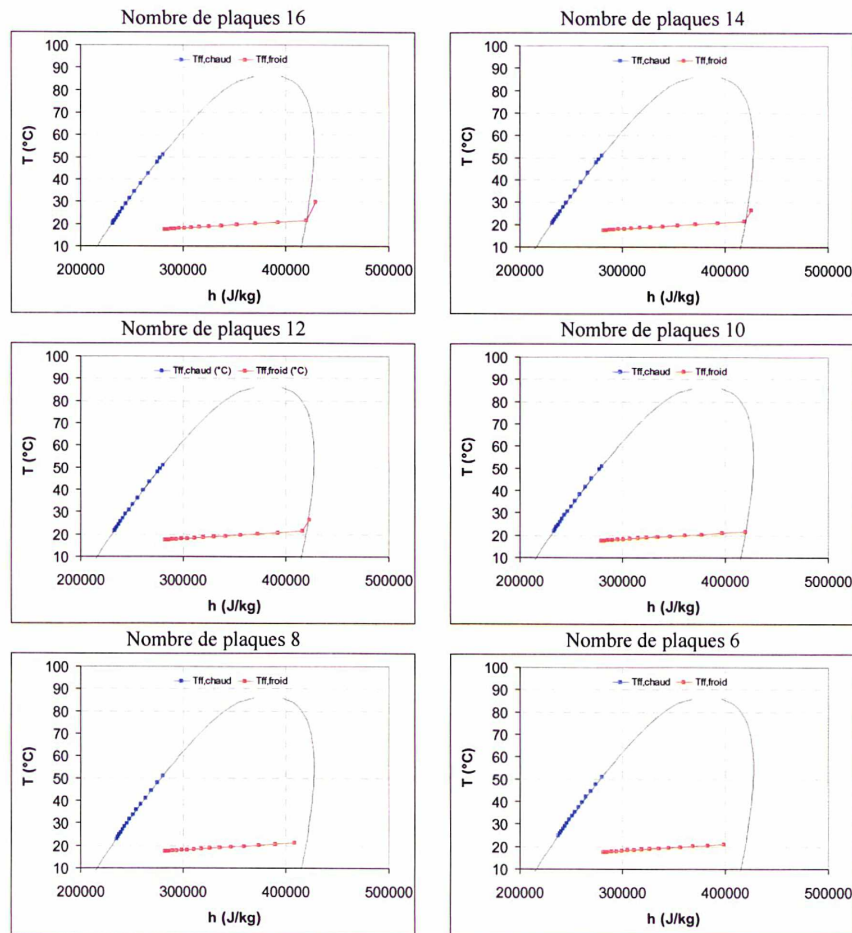 Nombre de plaques 16
Tff,chaud Tff,froid
T (°C)
100
90
80
70
60
50
40
30
20
10
200000 300000 400000 500000
h (J/kg)
Nombre de plaques 14
Tff,chaud Tff,froid
T (°C)
100
90
80
70
60
50
40
30
20
10
200000 300000 400000 500000
h (J/kg)
Nombre de plaques 12
Tff,chaud (°C) Tff,froid (°C)
T (°C)
100
90
80
70
60
50
40
30
20
10
200000 300000 400000 500000
h (J/kg)
Nombre de plaques 10
Tff,chaud Tff,froid
T (°C)
100
90
80
70
60
50
40
30
20
10
200000 300000 400000 500000
h (J/kg)
Nombre de plaques 8
Tff,chaud Tff,froid
T (°C)
100
90
80
70
60
50
40
30
20
10
200000 300000 400000 500000
h (J/kg)
Nombre de plaques 6
Tff,chaud Tff,froid
T (°C)
100
90
80
70
60
50
40
30
20
10
200000 300000 400000 500000
h (J/kg)